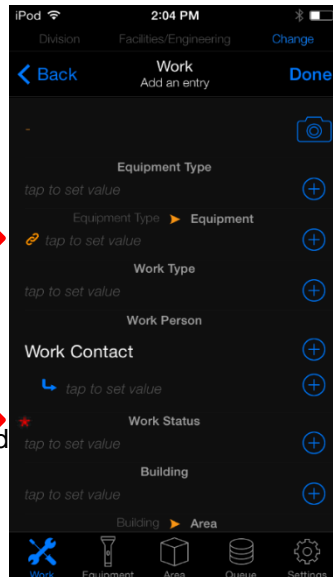 iPod 2:04 PM
Division Facilities/Engineering Change
Back Work Done
Add an entry
-
Equipment Type
tap to set value
Equipment Type ➤ Equipment
tap to set value
Work Type
tap to set value
Work Person
Work Contact
tap to set value
* Work Status
d tap to set value
Building
tap to set value
Building ➤ Area
Work Equipment Area Queue Settings